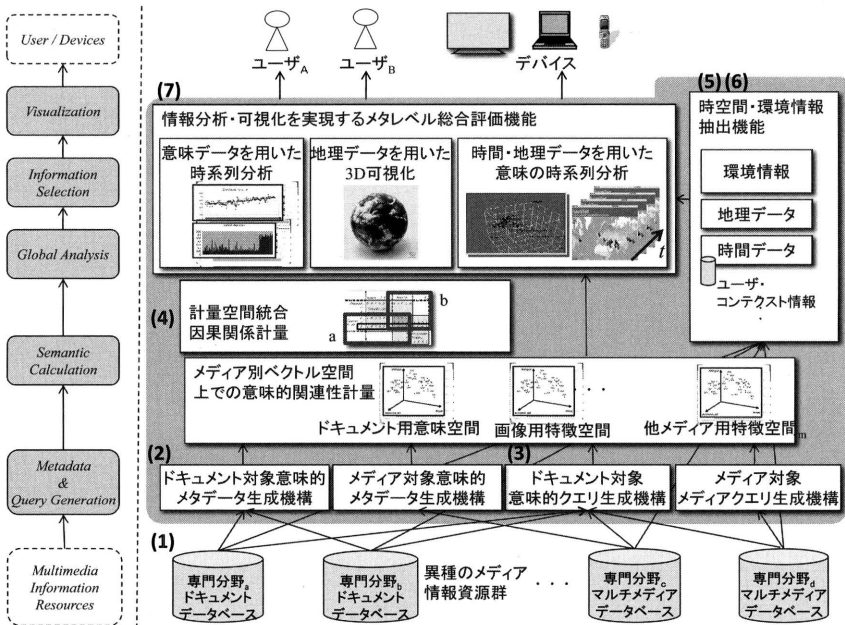 User / Devices
Visualization
Information
Selection
Global Analysis
Semantic
Calculation
Metadata
&
Query Generation
Multimedia
Information
Resources
ユーザA
ユーザB
デバイス
(7)
情報分析・可視化を実現するメタレベル総合評価機能
意味データを用いた
時系列分析
地理データを用いた
3D可視化
時間・地理データを用いた
意味の時系列分析
t
(5) (6)
時空間・環境情報
抽出機能
環境情報
地理データ
時間データ
ユーザ・
コンテクスト情報
(4)
計量空間統合
因果関係計量
a
b
メディア別ベクトル空間
上での意味的関連性計量
・・・
ドキュメント用意味空間
画像用特徴空間
他メディア用特徴空間m
(2)
ドキュメント対象意味的
メタデータ生成機構
メディア対象意味的
メタデータ生成機構
(3)
ドキュメント対象
意味的クエリ生成機構
メディア対象
メディアクエリ生成機構
(1)
専門分野a
ドキュメント
データベース
専門分野b
ドキュメント
データベース
異種のメディア
情報資源群
・・・
専門分野c
マルチメディア
データベース
専門分野d
マルチメディア
データベース